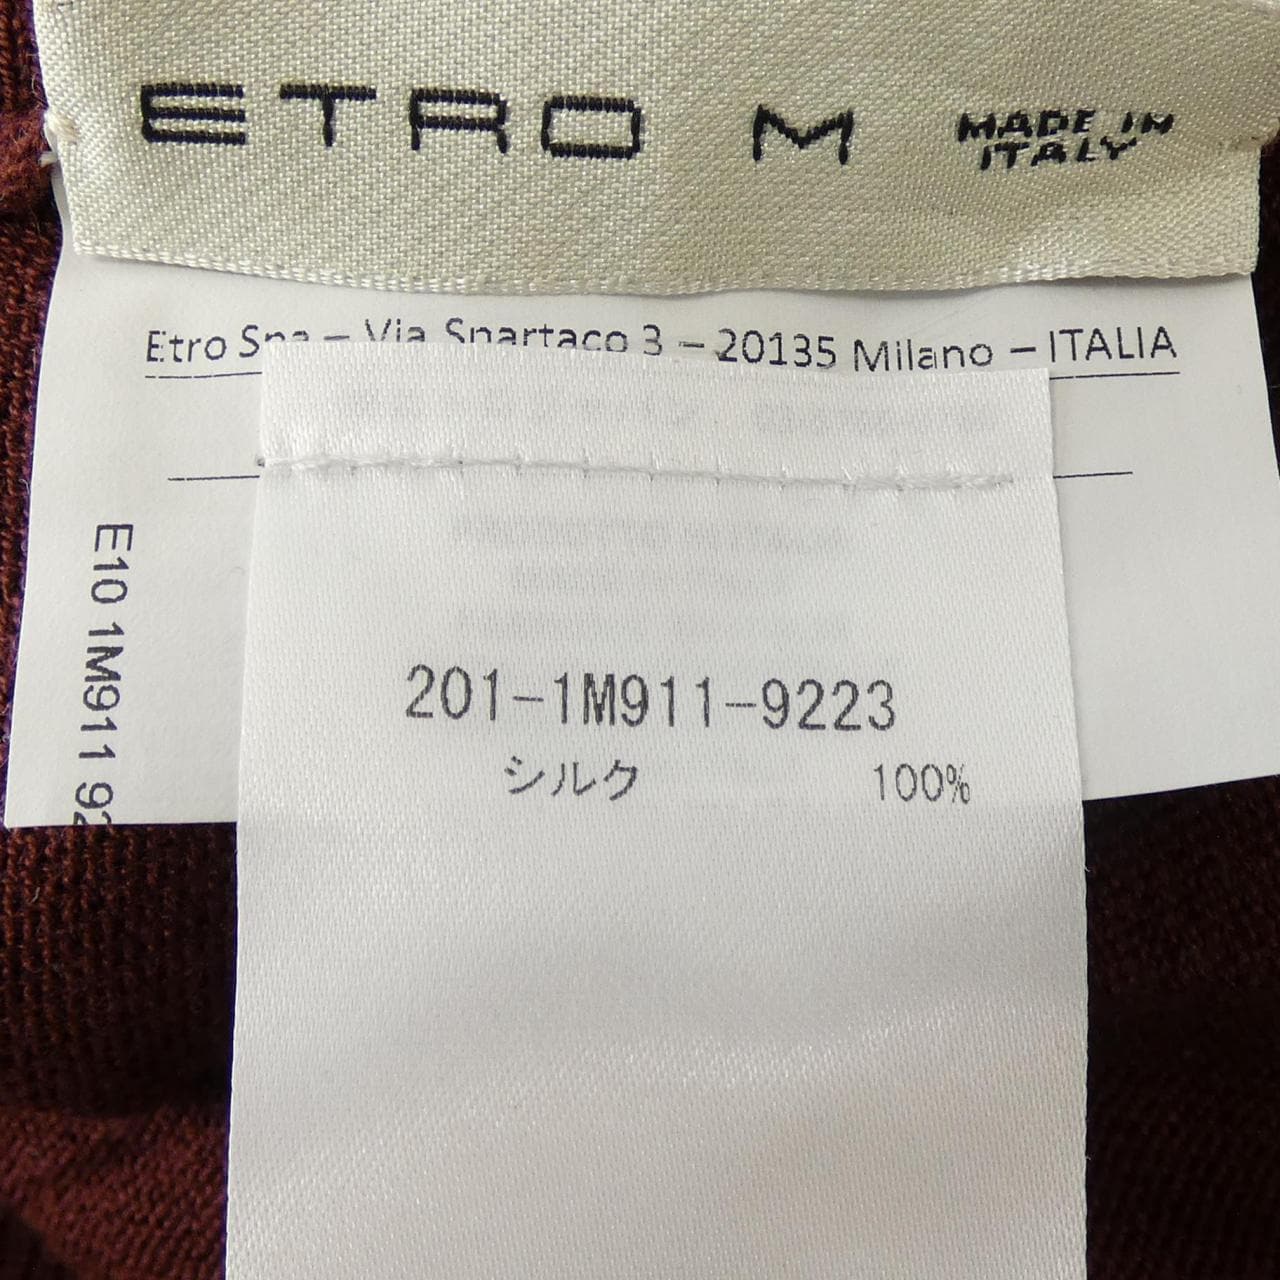 ETRO M MADE IN
ITALY
Etro Spa – Via Spartaco 3 – 20135 Milano – ITALIA
E10 1M911 92
201-1M911-9223
シルク 100%